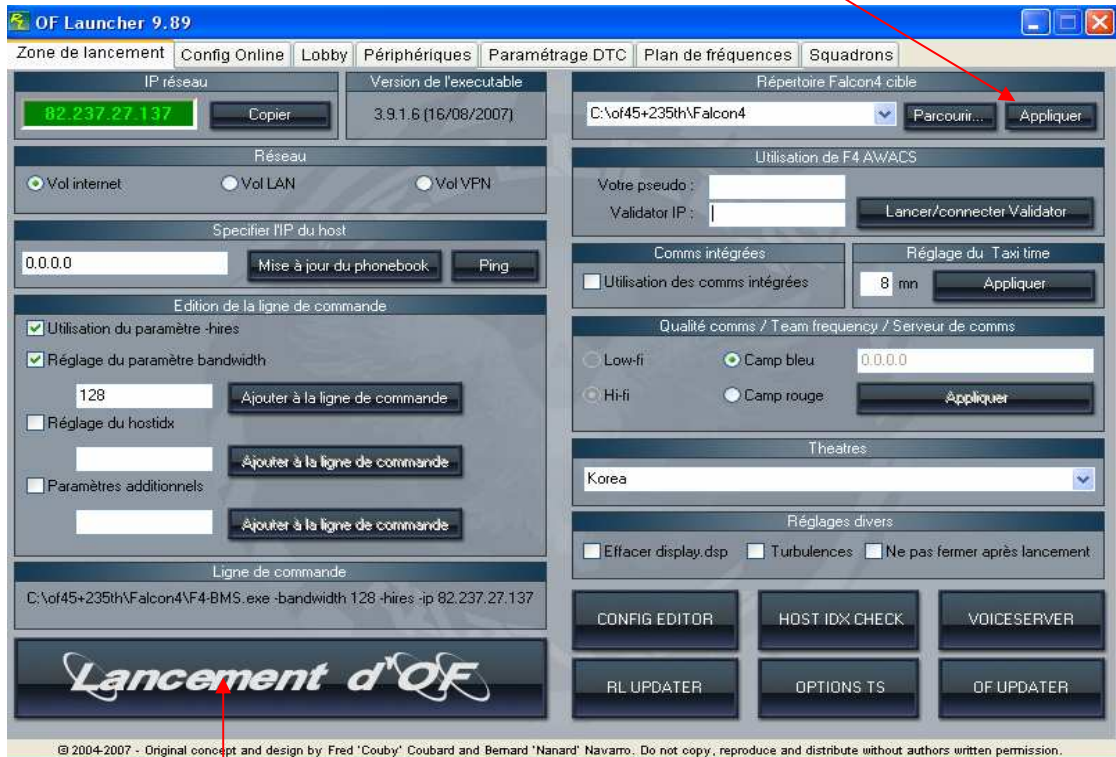 OF Launcher 9.89
Zone de lancement Config Online Lobby Périphériques Paramétrage DTC Plan de fréquences Squadrons
IP réseau
82.237.27.137 Copier
Version de l'executable
3.9.1.6 (16/08/2007)
Réseau
Vol internet Vol LAN Vol VPN
Specifier l'IP du host
0.0.0.0 Mise à jour du phonebook Ping
Edition de la ligne de commande
Utilisation du paramètre -hires
Réglage du paramètre bandwidth
128 Ajouter à la ligne de commande
Réglage du hostidx
Ajouter à la ligne de commande
Paramètres additionnels
Ajouter à la ligne de commande
Ligne de commande
C:\of45+235th\Falcon4\F4-BMS.exe -bandwidth 128 -hires -ip 82.237.27.137
Lancement d'OF
Répertoire Falcon4 cible
C:\of45+235th\Falcon4 Parcourir... Appliquer
Utilisation de F4 AWACS
Votre pseudo :
Validator IP : Lancer/connecter Validator
Comms intégrées
Utilisation des comms intégrées
Réglage du Taxi time
8 mn Appliquer
Qualité comms / Team frequency / Serveur de comms
Low-fi Camp bleu 0.0.0.0
Hi-fi Camp rouge Appliquer
Theatres
Korea
Réglages divers
Effacer display.dsp Turbulences Ne pas fermer après lancement
CONFIG EDITOR HOST IDX CHECK VOICESERVER
RL UPDATER OPTIONS TS OF UPDATER
© 2004-2007 - Original concept and design by Fred 'Couby' Coubard and Bernard 'Nanard' Navarro. Do not copy, reproduce and distribute without authors written permission.